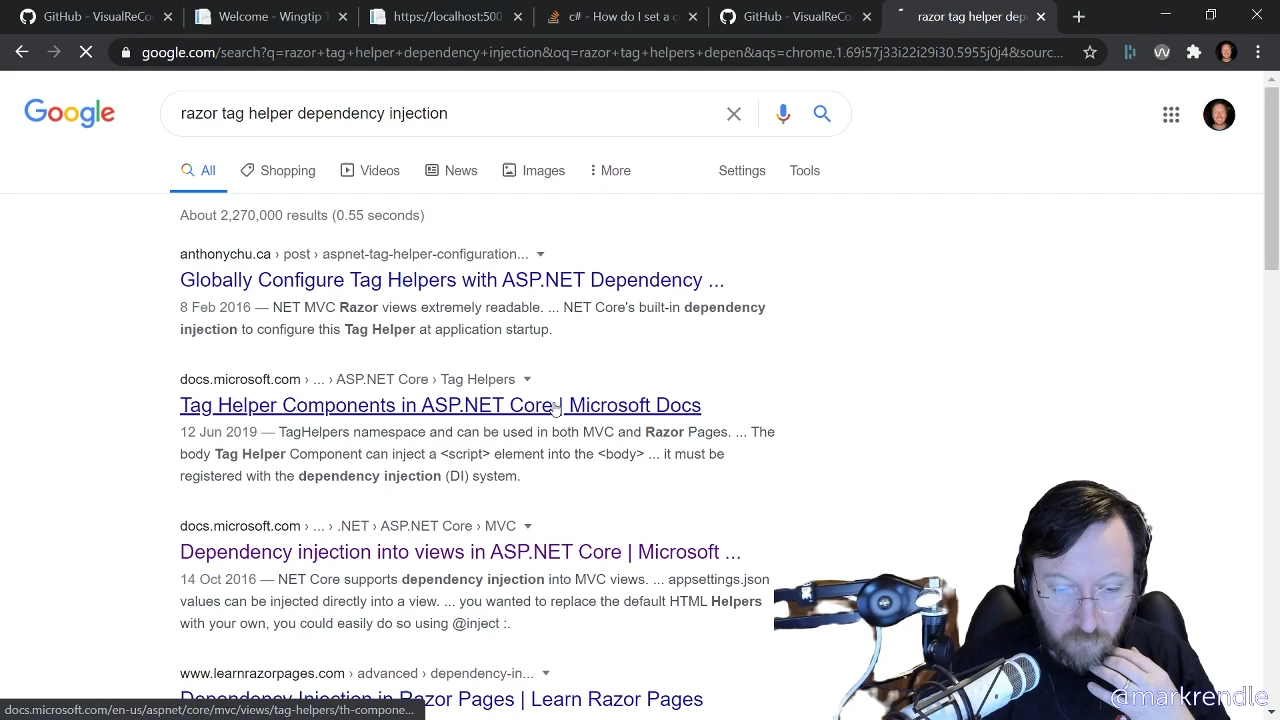 GitHub - VisualReco
Welcome to VisualRe
https://localhost:500
c# - How do I set a c
GitHub - VisualReco
razor tag helper dep
google.com/search?q=razor+tag+helper+dependency+injection&oq=razor+tag+helpers+depen&aqs=chrome.1.69i57j33i22i29i30.5955j0j4&sourc...
Google
razor tag helper dependency injection
All
Shopping
Videos
News
Images
More
Settings
Tools
About 2,270,000 results (0.55 seconds)
anthonychu.ca › post › aspnet-tag-helper-configuration...
Globally Configure Tag Helpers with ASP.NET Dependency ...
8 Feb 2016 — NET MVC Razor views extremely readable. ... NET Core's built-in dependency
injection to configure this Tag Helper at application startup.
docs.microsoft.com › ... › ASP.NET Core › Tag Helpers
Tag Helper Components in ASP.NET Core | Microsoft Docs
12 Jun 2019 — TagHelpers namespace and can be used in both MVC and Razor Pages. ... The
body Tag Helper Component can inject a <script> element into the <body> ... it must be
registered with the dependency injection (DI) system.
docs.microsoft.com › ... › .NET › ASP.NET Core › MVC
Dependency injection into views in ASP.NET Core | Microsoft ...
14 Oct 2016 — NET Core supports dependency injection into MVC views. ... appsettings.json
values can be injected directly into a view. ... you wanted to replace the default HTML Helpers
with your own, you could easily do so using @inject :.
www.learnrazorpages.com › advanced › dependency-in...
Dependency Injection in Razor Pages | Learn Razor Pages
docs.microsoft.com/en-us/aspnet/core/mvc/views/tag-helpers/th-compone...
@markrendle